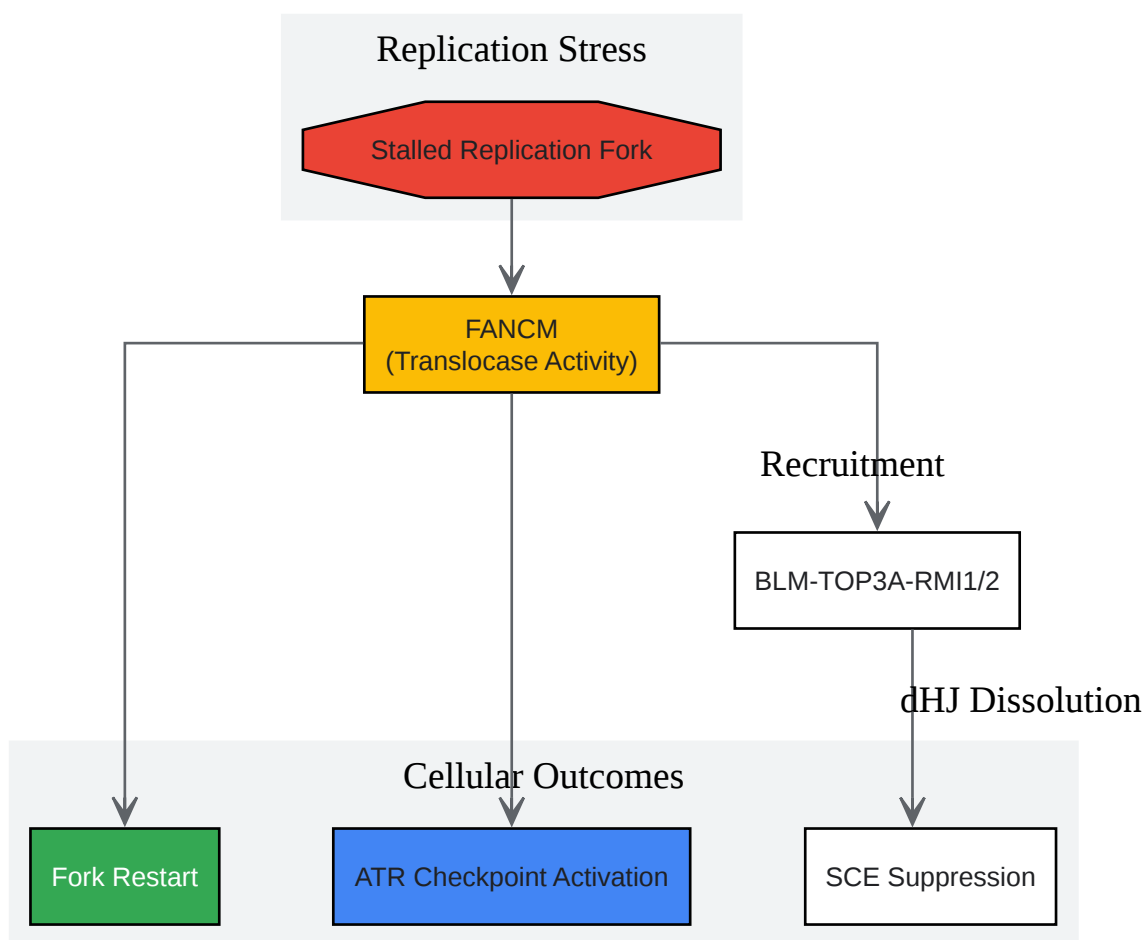 Replication Stress
Stalled Replication Fork
FANCM
(Translocase Activity)
Recruitment
BLM-TOP3A-RMI1/2
dHJ Dissolution
Cellular Outcomes
Fork Restart
ATR Checkpoint Activation
SCE Suppression